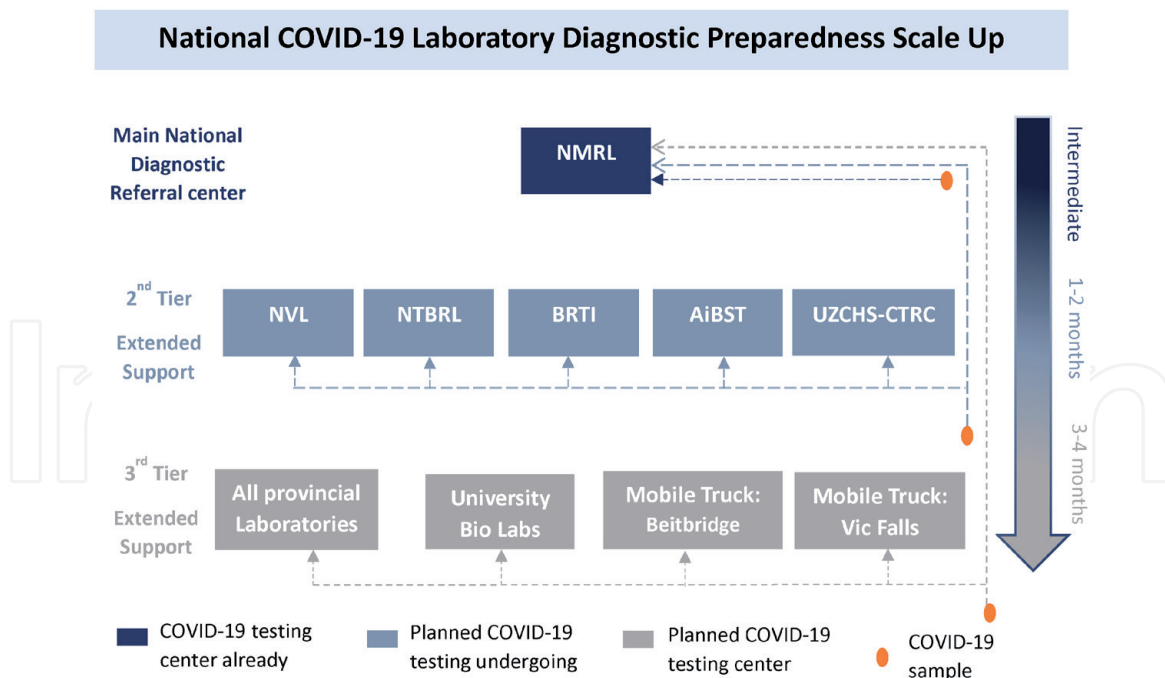 National COVID-19 Laboratory Diagnostic Preparedness Scale Up
Main National
Diagnostic
Referral center
NMRL
Intermediate
2nd Tier
Extended
Support
NVL
NTBRL
BRTI
AiBST
UZCHS-CTRC
1-2 months
3rd Tier
Extended
Support
All provincial
Laboratories
University
Bio Labs
Mobile Truck:
Beitbridge
Mobile Truck:
Vic Falls
3-4 months
COVID-19 testing
center already
Planned COVID-19
testing undergoing
Planned COVID-19
testing center
COVID-19
sample